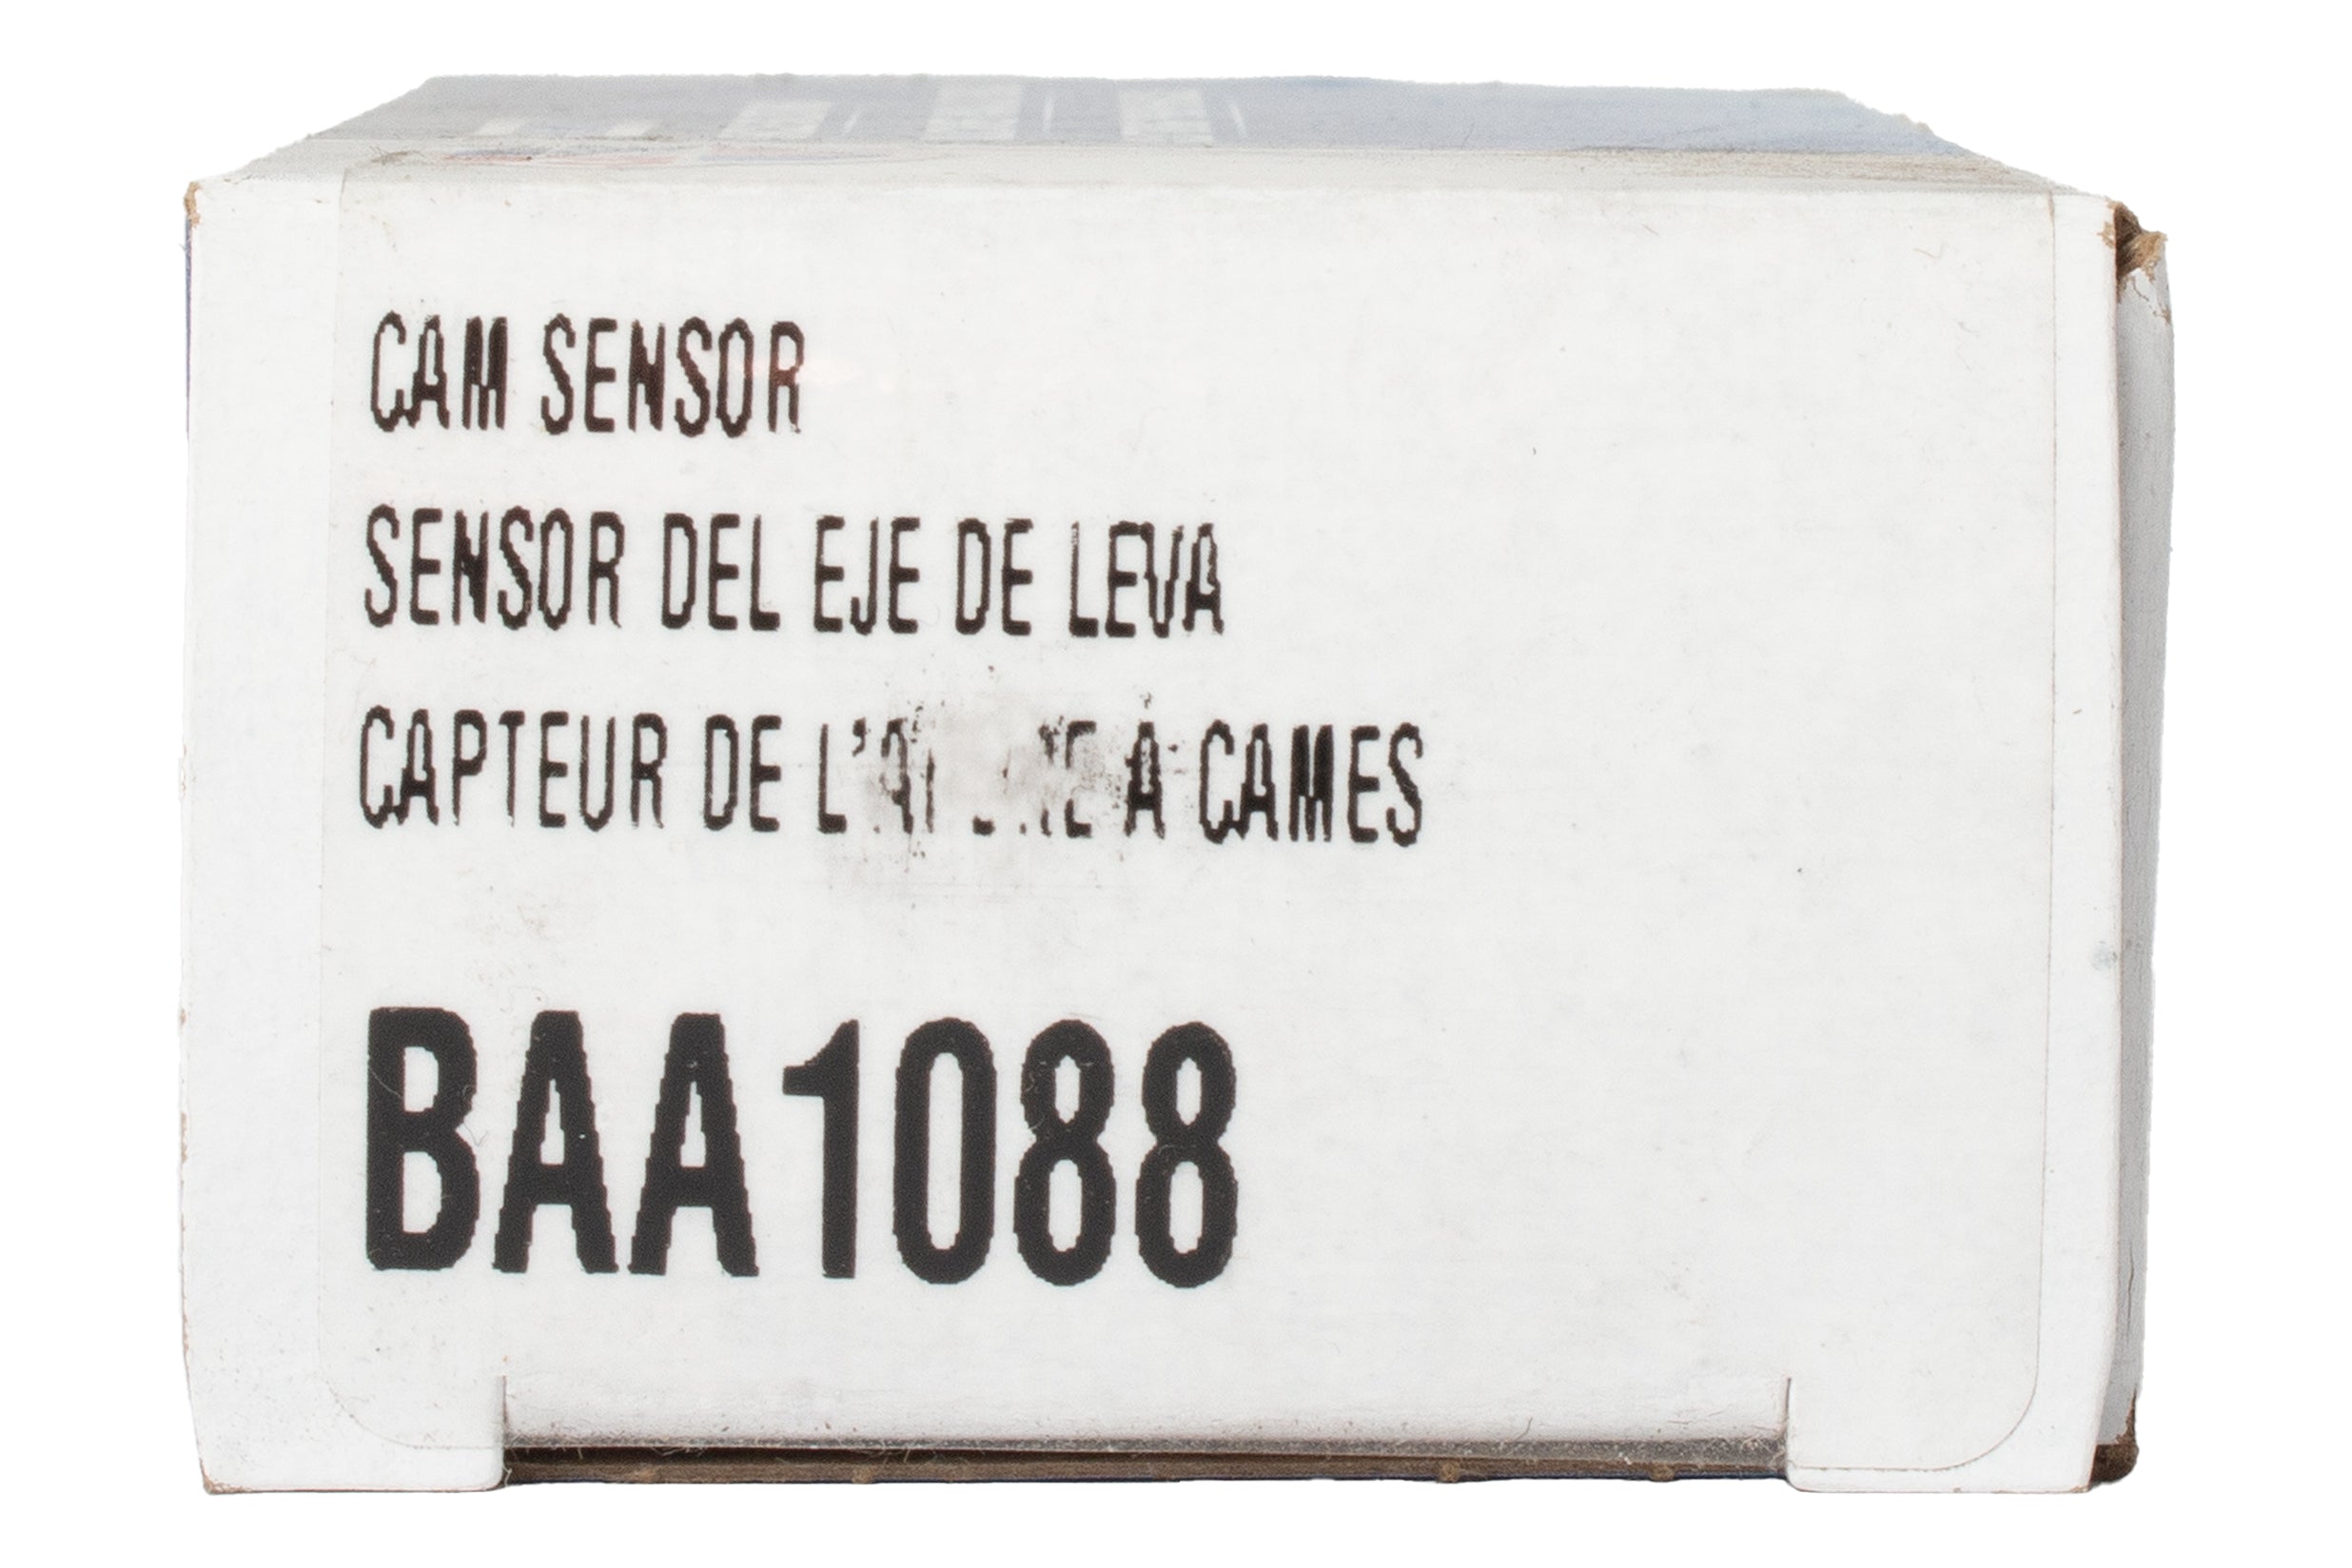 CAM SENSOR
SENSOR DEL EJE DE LEVA
CAPTEUR DE À CAMES
BAA1088